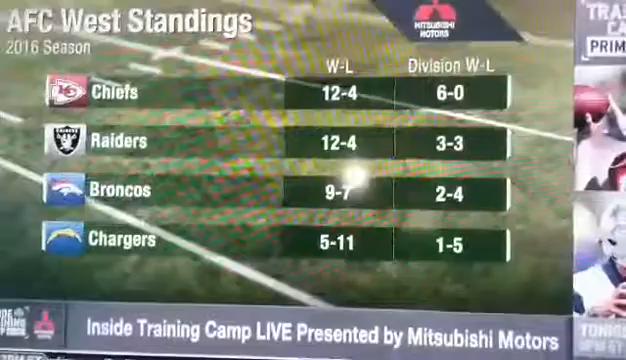 AFC West Standings
2016 Season
MITSUBISHI
MOTORS
W-L Division W-L
Chiefs 12-4 6-0
Raiders 12-4 3-3
Broncos 9-7 2-4
Chargers 5-11 1-5
Inside Training Camp LIVE Presented by Mitsubishi Motors
PRIM